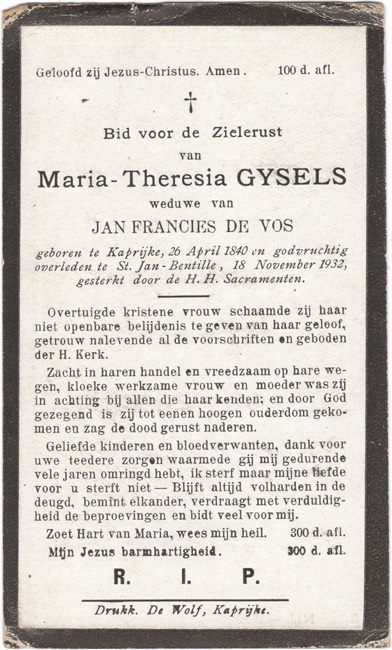 Geloofd zij Jezus-Christus. Amen. 100 d. afl.
Bid voor de Zielerust
van
Maria-Theresia GYSELS
weduwe van
JAN FRANCIES DE VOS
geboren te Kaprijke, 26 April 1840 en godvruchtig
overleden te St. Jan-Bentille, 18 November 1932,
gesterkt door de H. H. Sacramenten.
Overtuigde kristene vrouw schaamde zij haar
niet openbare belijdenis te geven van haar geloof,
getrouw nalevende al de voorschriften en geboden
der H. Kerk.
Zacht in haren handel en vreedzaam op hare we-
gen, kloeke werkzame vrouw en moeder was zij
in achting bij allen die haar kenden; en door God
gezegend is zij tot eenen hoogen ouderdom geko-
men en zag de dood gerust naderen.
Geliefde kinderen en bloedverwanten, dank voor
uwe teedere zorgen waarmede gij mij gedurende
vele jaren omringd hebt, ik sterf maar mijne liefde
voor u sterft niet — Blijft altijd volharden in de
deugd, bemint elkander, verdraagt met verduldig-
heid de beproevingen en bidt veel voor mij.
Zoet Hart van Maria, wees mijn heil. 300 d. afl.
Mijn Jezus barmhartigheid. 300 d. afl.
R. I. P.
Drukk. De Wolf, Kaprijke.